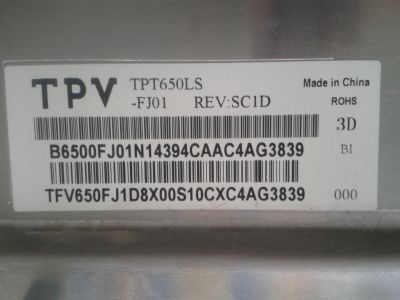 TPV TPT650LS Made in China
-FJ01 REV:SC1D ROHS
3D
B6500FJ01N14394CAAC4AG3839 BI
TFV650FJ1D8X00S10CXC4AG3839 000